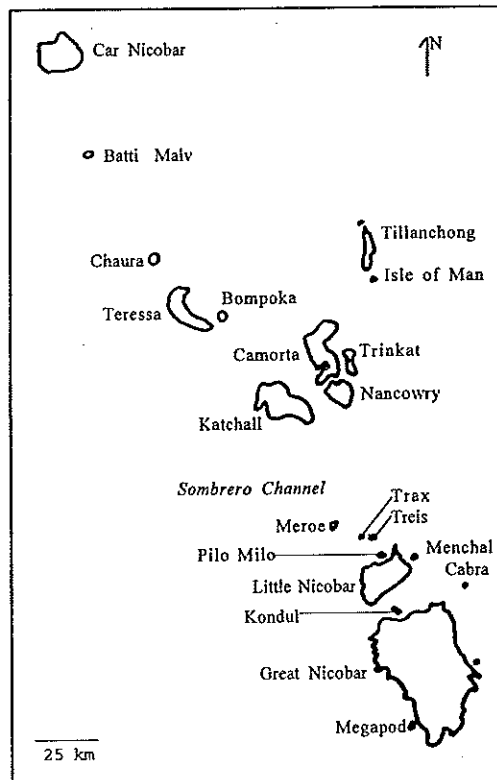 Car Nicobar
N
Batti Malv
Tillanchong
Chaura
Isle of Man
Bompoka
Teressa
Camorta
Trinkat
Nancowry
Katchall
Sombrero Channel
Trax
Meroe
Treis
Pilo Milo
Menchal
Cabra
Little Nicobar
Kondul
Great Nicobar
Megapod
25 km